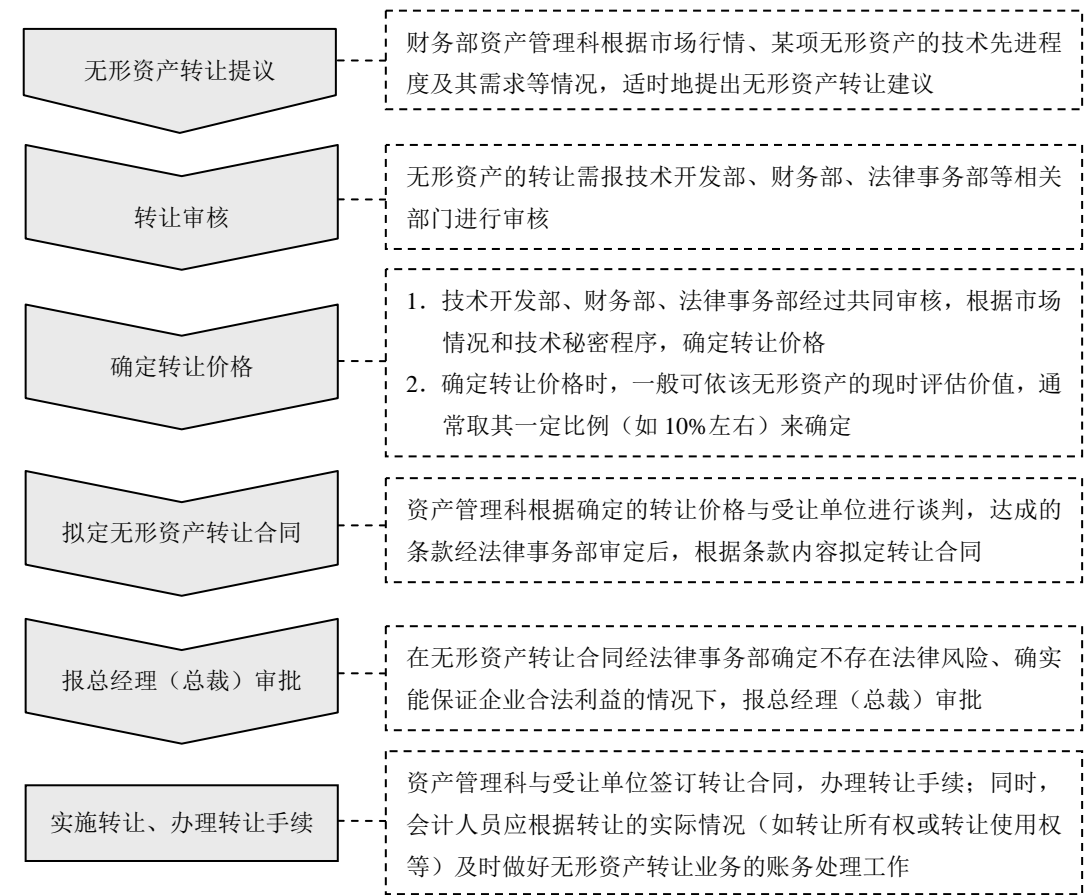 无形资产转让提议
财务部资产管理科根据市场行情、某项无形资产的技术先进程
度及其需求等情况，适时地提出无形资产转让建议
转让审核
无形资产的转让需报技术开发部、财务部、法律事务部等相关
部门进行审核
确定转让价格
1．技术开发部、财务部、法律事务部经过共同审核，根据市场
情况和技术秘密程序，确定转让价格
2．确定转让价格时，一般可依该无形资产的现时评估价值，通
常取其一定比例（如 10%左右）来确定
拟定无形资产转让合同
资产管理科根据确定的转让价格与受让单位进行谈判，达成的
条款经法律事务部审定后，根据条款内容拟定转让合同
报总经理（总裁）审批
在无形资产转让合同经法律事务部确定不存在法律风险、确实
能保证企业合法利益的情况下，报总经理（总裁）审批
实施转让、办理转让手续
资产管理科与受让单位签订转让合同，办理转让手续；同时，
会计人员应根据转让的实际情况（如转让所有权或转让使用权
等）及时做好无形资产转让业务的账务处理工作